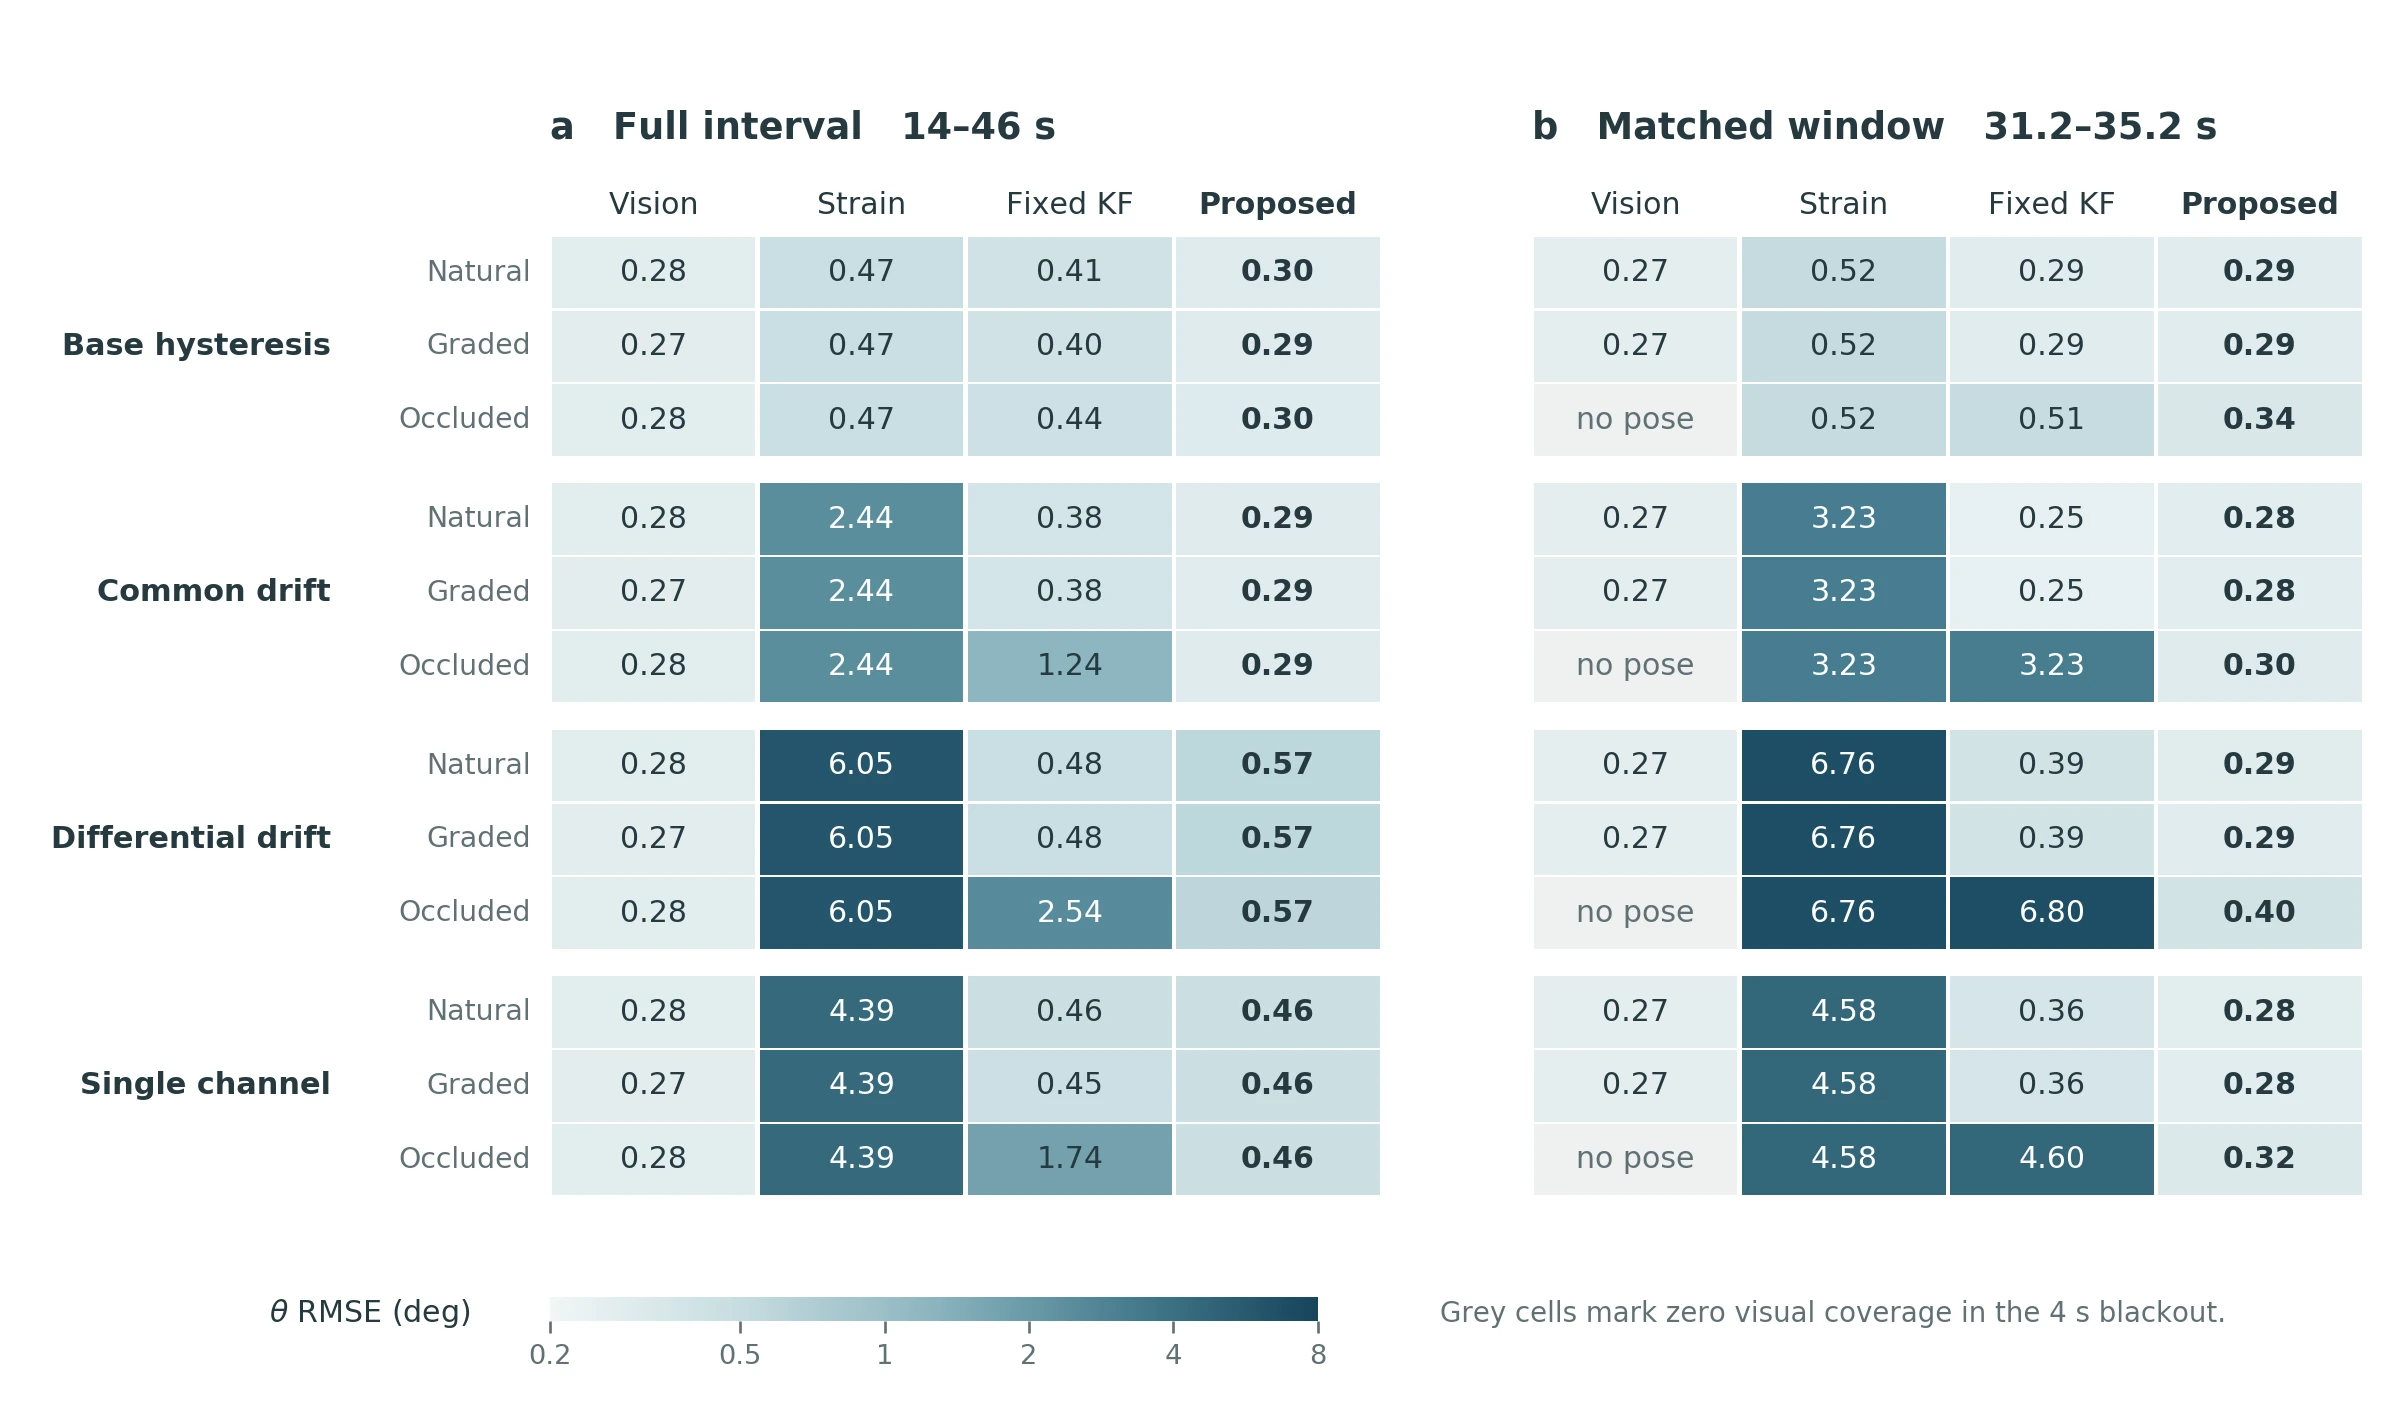 a Full interval 14–46 s
b Matched window 31.2–35.2 s
Vision Strain Fixed KF Proposed Vision Strain Fixed KF Proposed
Natural 0.28 0.47 0.41 0.30 0.27 0.52 0.29 0.29
Base hysteresis Graded 0.27 0.47 0.40 0.29 0.27 0.52 0.29 0.29
Occluded 0.28 0.47 0.44 0.30 no pose 0.52 0.51 0.34
Natural 0.28 2.44 0.38 0.29 0.27 3.23 0.25 0.28
Common drift Graded 0.27 2.44 0.38 0.29 0.27 3.23 0.25 0.28
Occluded 0.28 2.44 1.24 0.29 no pose 3.23 3.23 0.30
Natural 0.28 6.05 0.48 0.57 0.27 6.76 0.39 0.29
Differential drift Graded 0.27 6.05 0.48 0.57 0.27 6.76 0.39 0.29
Occluded 0.28 6.05 2.54 0.57 no pose 6.76 6.80 0.40
Natural 0.28 4.39 0.46 0.46 0.27 4.58 0.36 0.28
Single channel Graded 0.27 4.39 0.45 0.46 0.27 4.58 0.36 0.28
Occluded 0.28 4.39 1.74 0.46 no pose 4.58 4.60 0.32
θ RMSE (deg)
0.2 0.5 1 2 4 8
Grey cells mark zero visual coverage in the 4 s blackout.